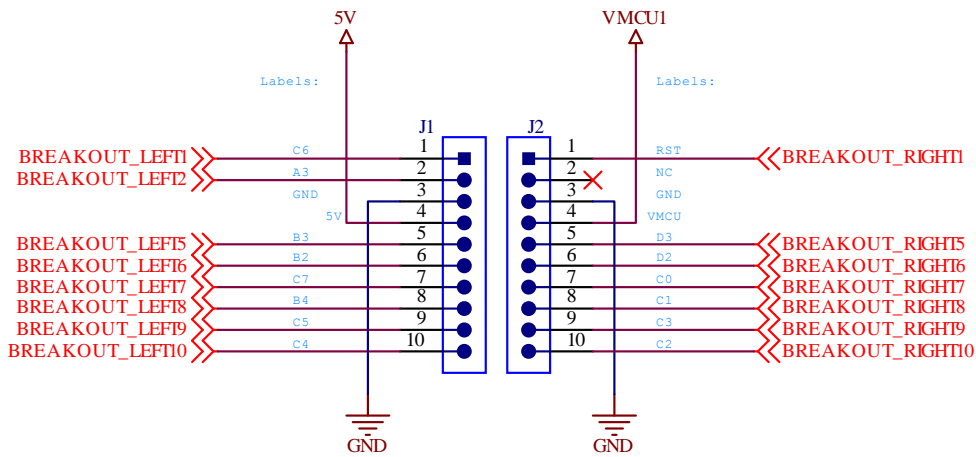 5V VMCU1
Labels: Labels:
J1 J2
BREAKOUT_LEFT1 C6 1 1 RST BREAKOUT_RIGHT1
BREAKOUT_LEFT2 A3 2 2 NC
GND 3 3 GND
5V 4 4 VMCU
BREAKOUT_LEFT5 B3 5 5 D3 BREAKOUT_RIGHT5
BREAKOUT_LEFT6 B2 6 6 D2 BREAKOUT_RIGHT6
BREAKOUT_LEFT7 C7 7 7 C0 BREAKOUT_RIGHT7
BREAKOUT_LEFT8 B4 8 8 C1 BREAKOUT_RIGHT8
BREAKOUT_LEFT9 C5 9 9 C3 BREAKOUT_RIGHT9
BREAKOUT_LEFT10 C4 10 10 C2 BREAKOUT_RIGHT10
GND GND